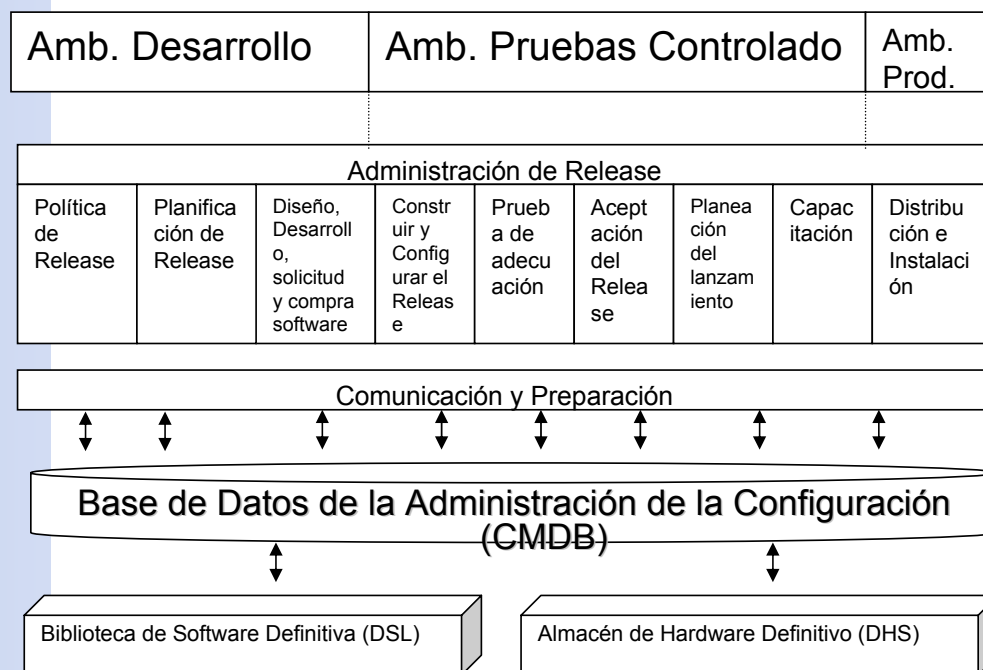 Amb. Desarrollo
Amb. Pruebas Controlado
Amb.
Prod.
Administración de Release
Política
de
Release
Planifica
ción de
Release
Diseño,
Desarroll
o,
solicitud
y compra
software
Constr
uir y
Config
urar el
Releas
e
Prueb
a de
adecu
ación
Acept
ación
del
Relea
se
Planea
ción
del
lanzam
iento
Capac
itación
Distribu
ción e
Instalaci
ón
Comunicación y Preparación
Base de Datos de la Administración de la Configuración
(CMDB)
Biblioteca de Software Definitiva (DSL)
Almacén de Hardware Definitivo (DHS)